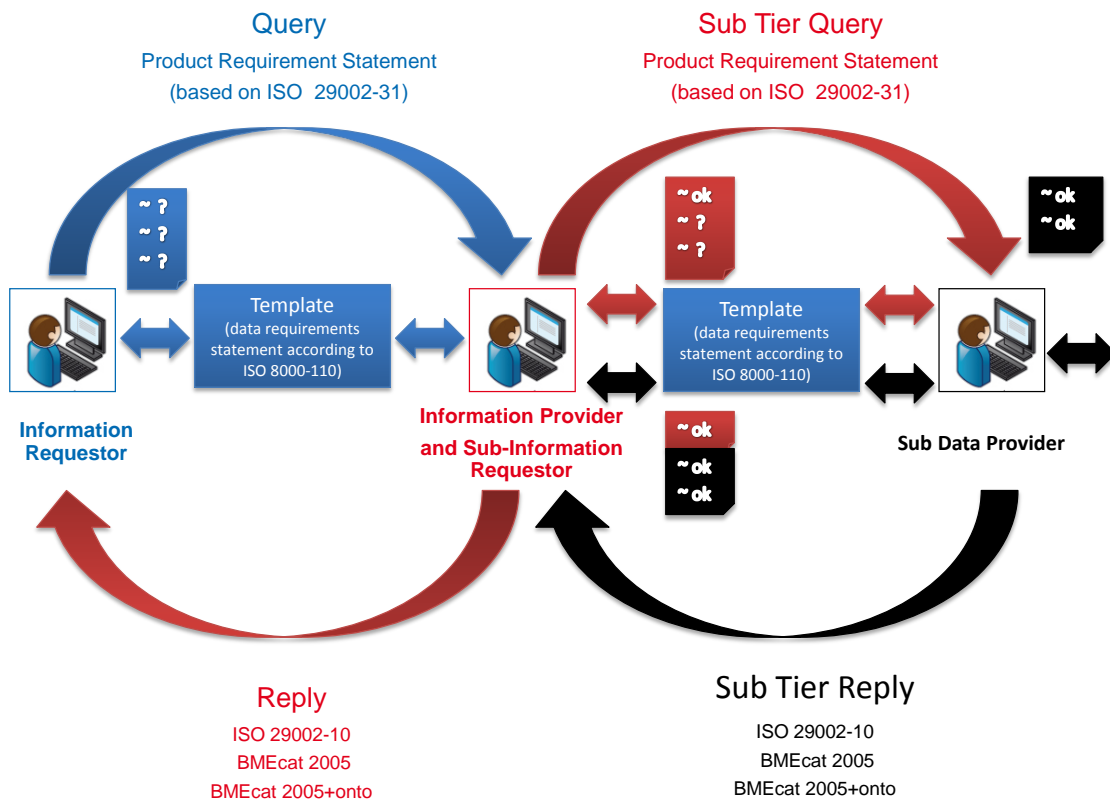 Query
Product Requirement Statement
(based on ISO 29002-31)
Sub Tier Query
Product Requirement Statement
(based on ISO 29002-31)
~ ?
~ ?
~ ?
~ ok
~ ?
~ ?
~ ok
~ ok
Template
(data requirements
statement according to
ISO 8000-110)
Template
(data requirements
statement according to
ISO 8000-110)
Information
Requestor
Information Provider
and Sub-Information
Requestor
~ ok
~ ok
~ ok
Sub Data Provider
Reply
ISO 29002-10
BMEcat 2005
BMEcat 2005+onto
Sub Tier Reply
ISO 29002-10
BMEcat 2005
BMEcat 2005+onto